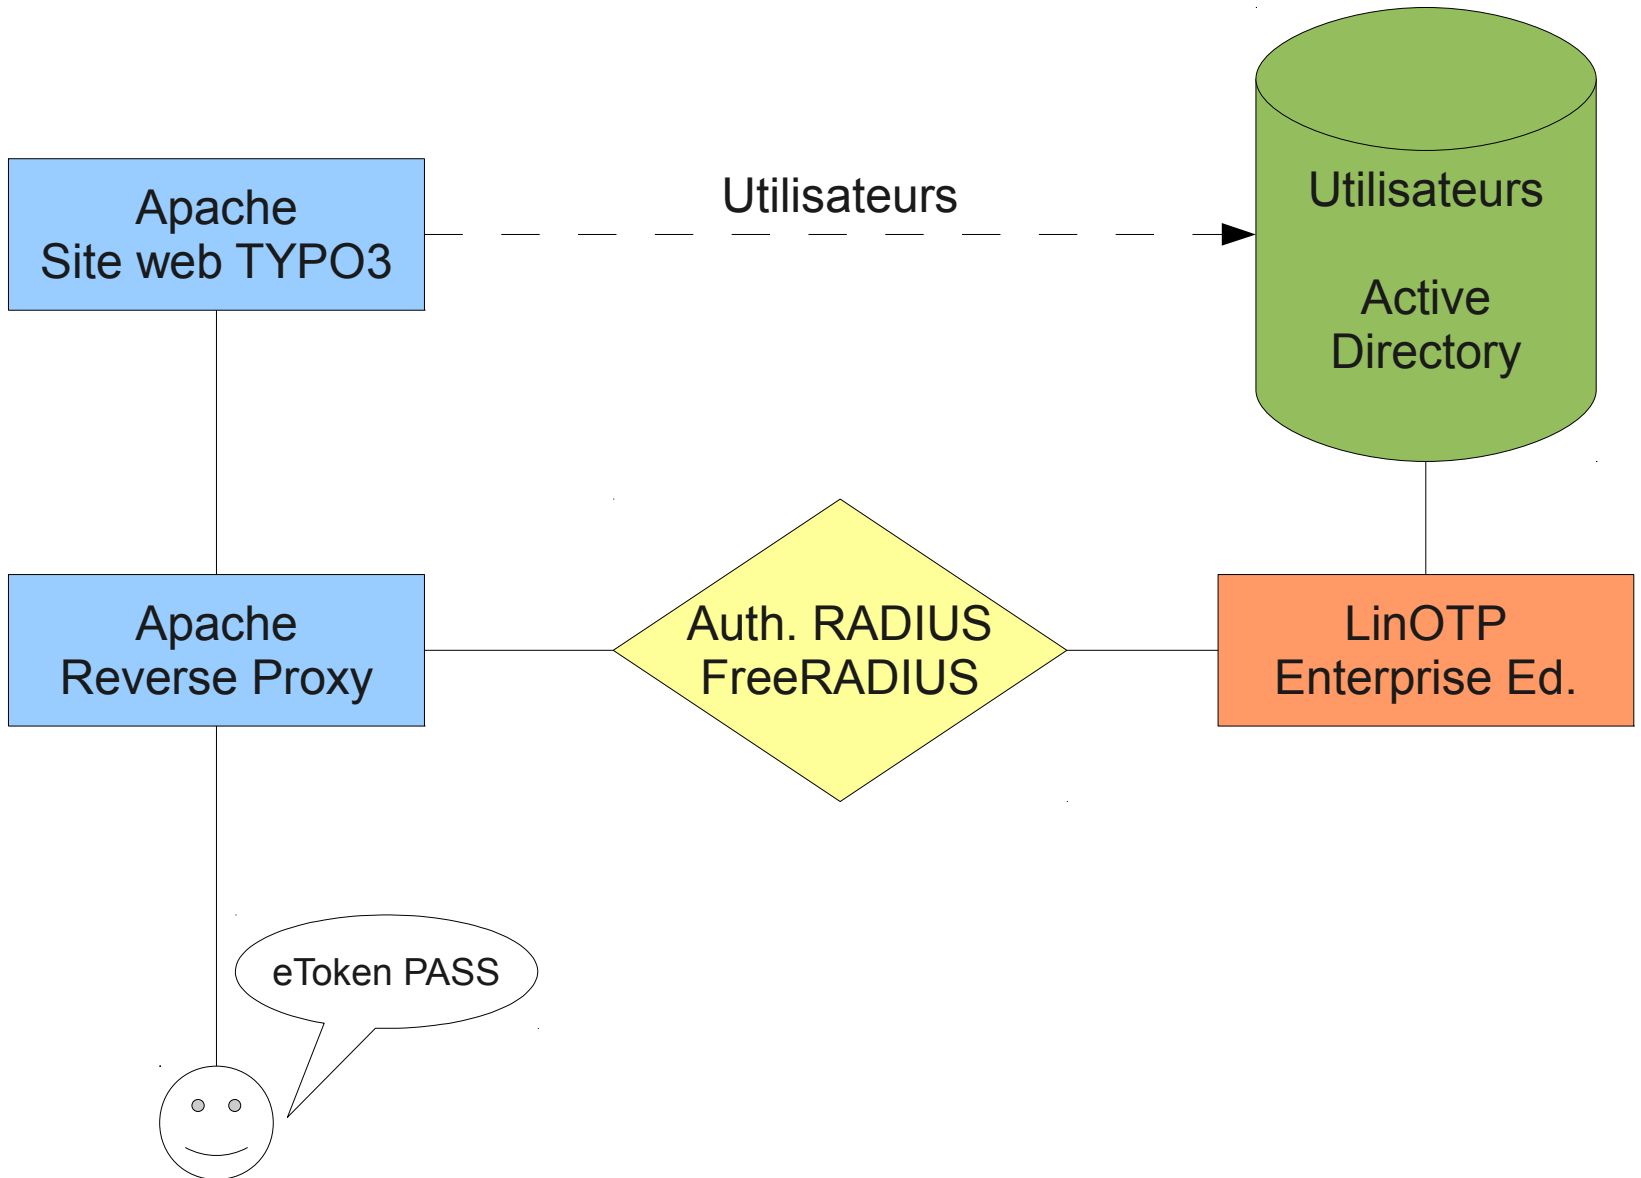 Apache
Site web TYPO3
Utilisateurs
Utilisateurs
Active
Directory
Apache
Reverse Proxy
Auth. RADIUS
FreeRADIUS
LinOTP
Enterprise Ed.
eToken PASS